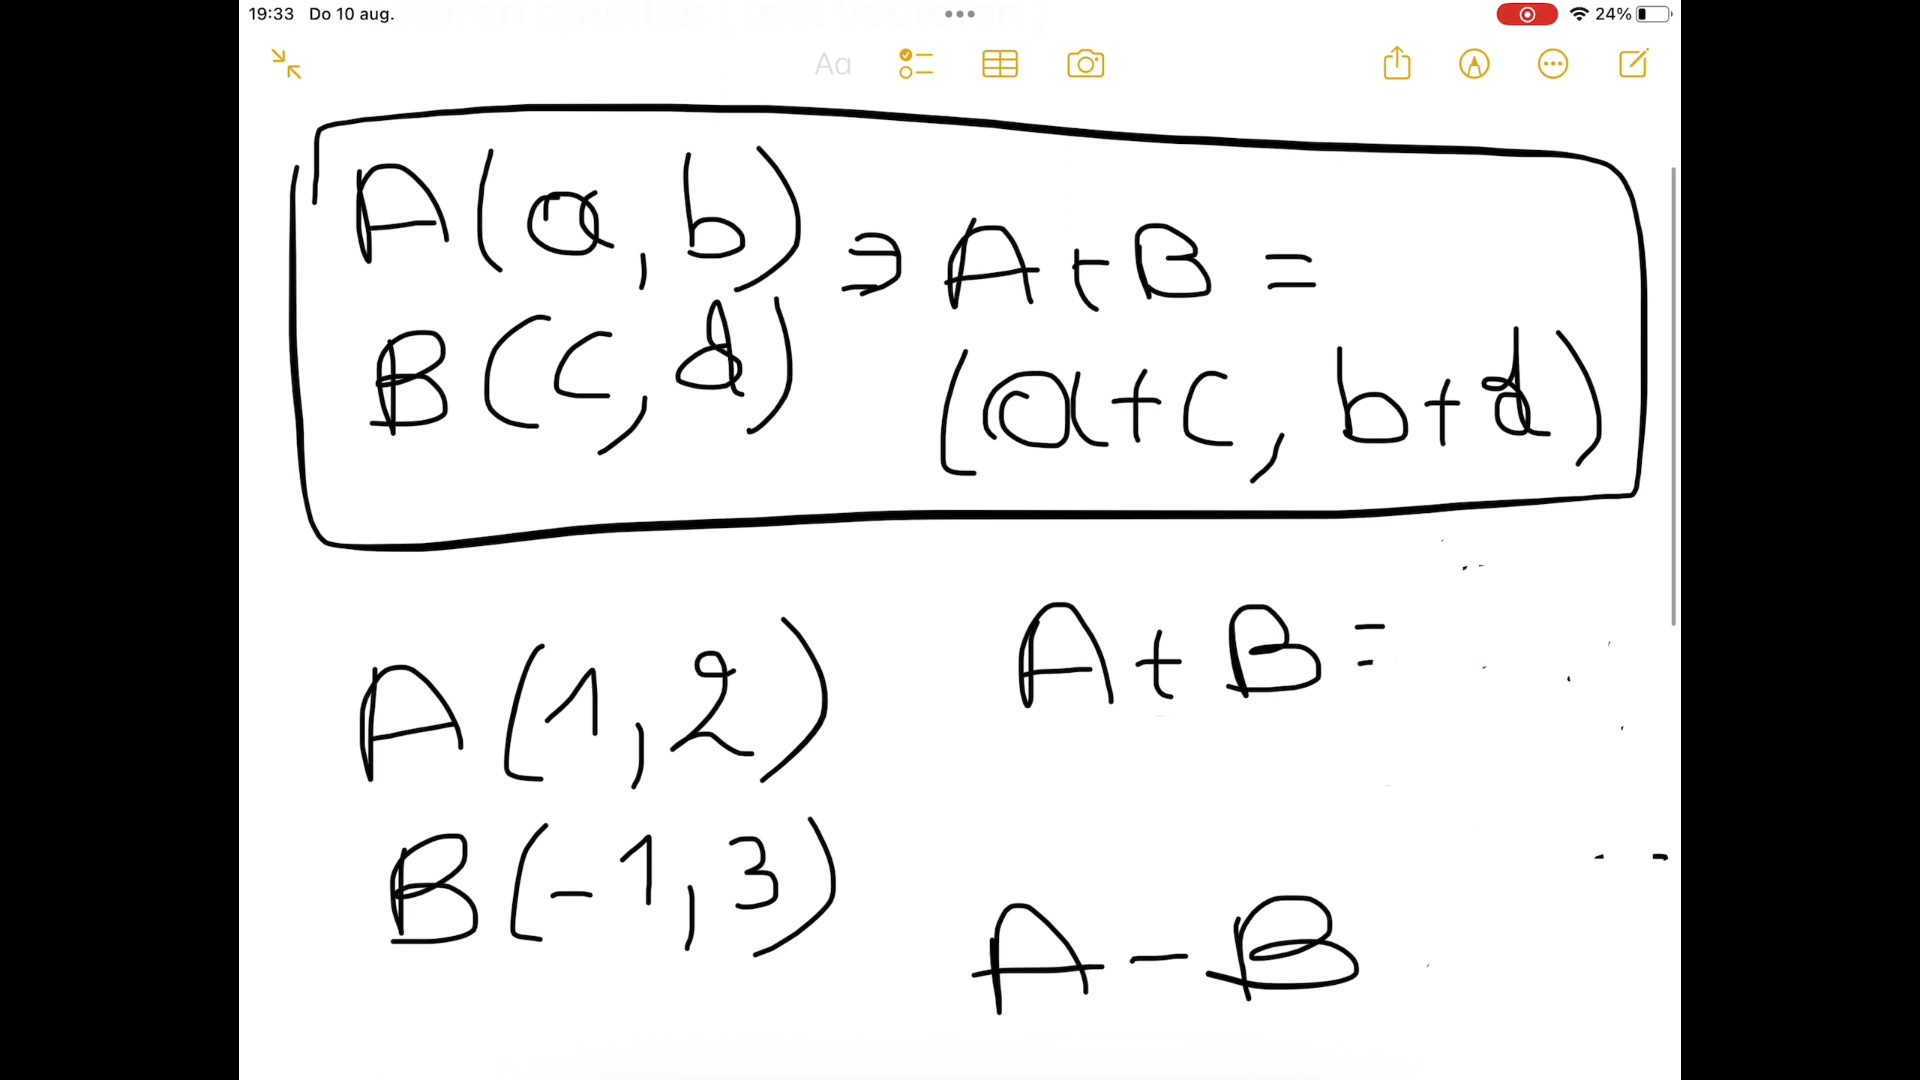 19:33 Do 10 aug.
24%
Aa
A(a,b) ⇒ A+B =
B(c,d)
(a+c, b+d)
A(1,2)
A+B=
B(-1,3)
A-B